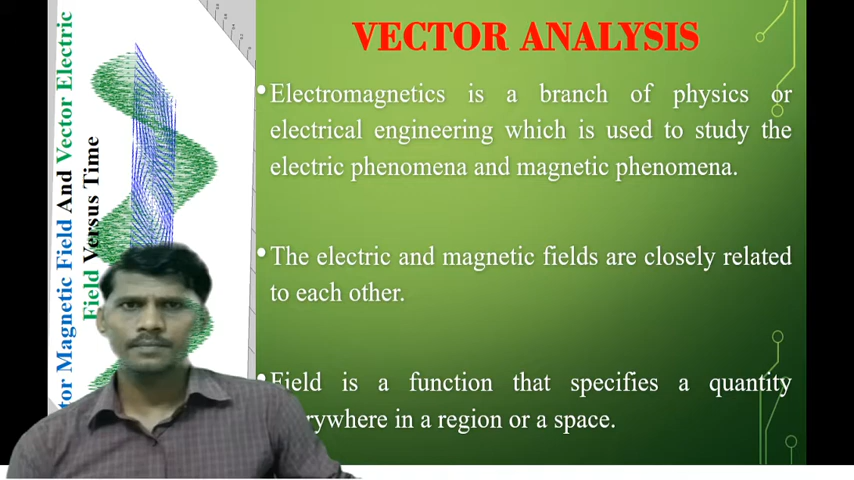 VECTOR ANALYSIS
Electromagnetics is a branch of physics or
electrical engineering which is used to study the
electric phenomena and magnetic phenomena.
The electric and magnetic fields are closely related
to each other.
Field is a function that specifies a quantity
in a region or a space.
Magnetic Field And Vector Electric
Field Versus Time